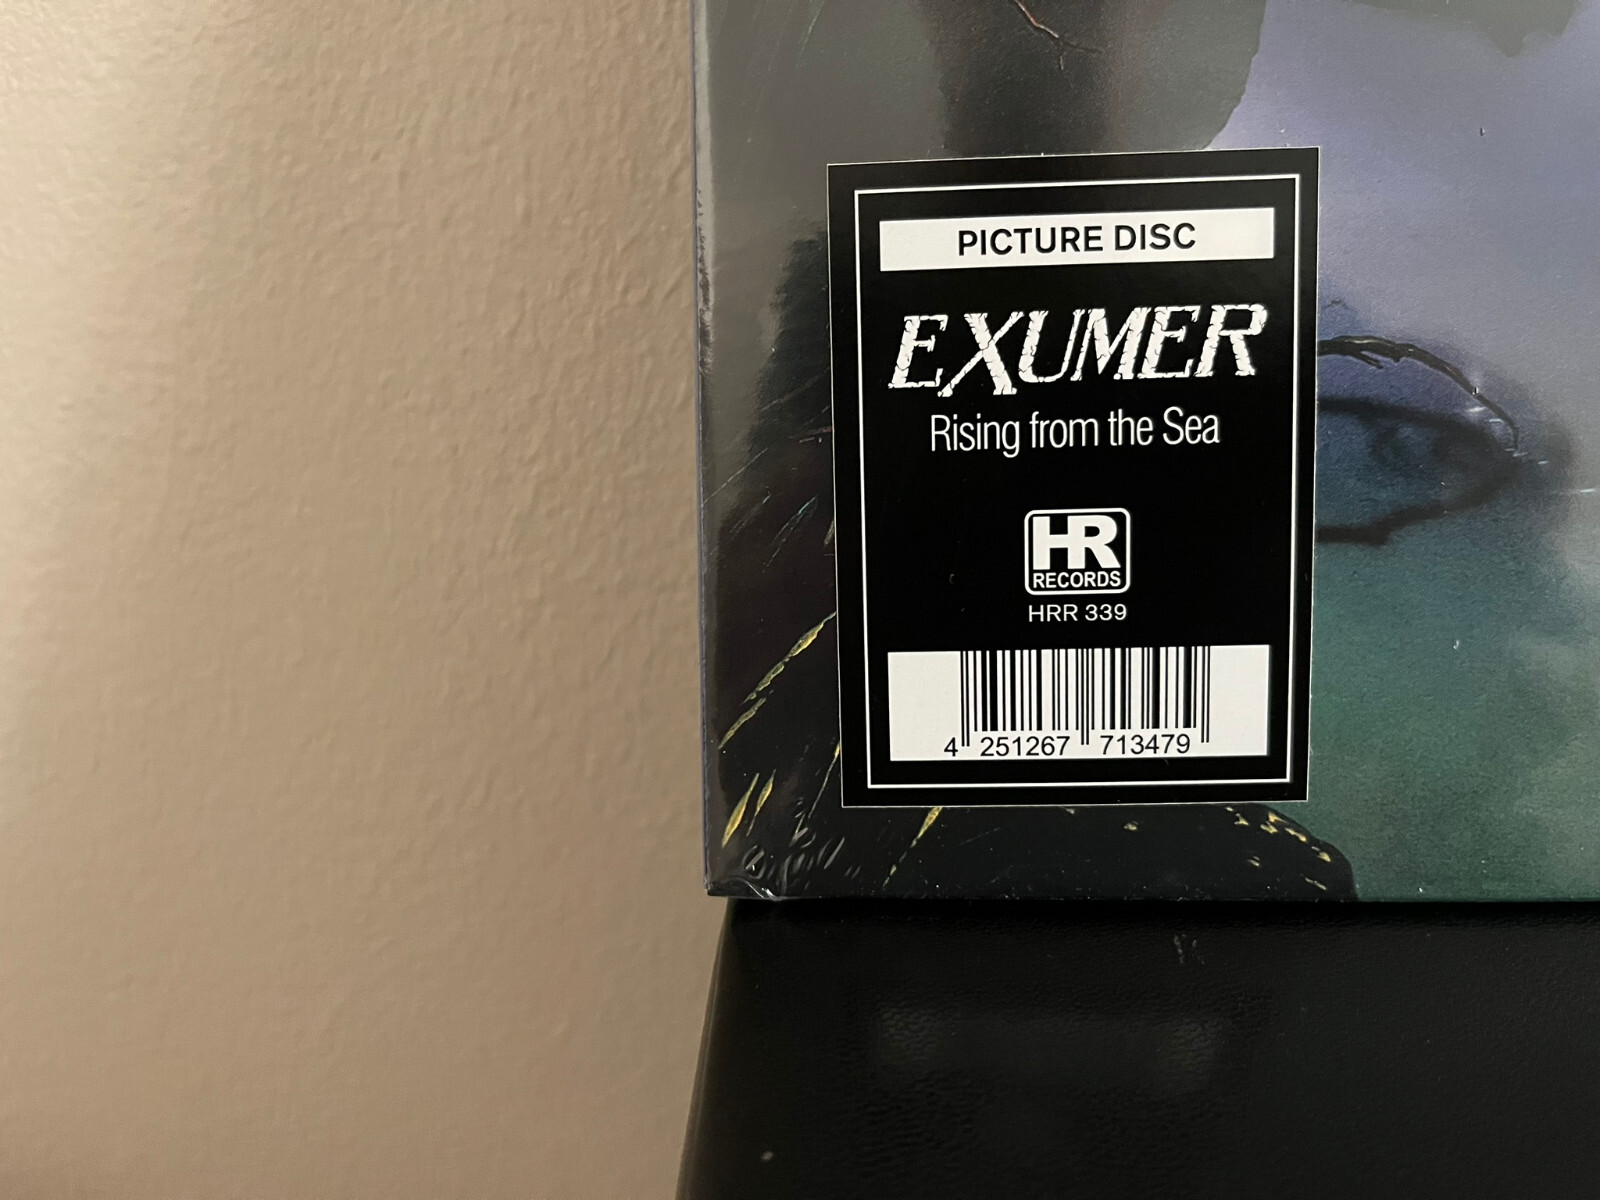 PICTURE DISC
EXUMER
Rising from the Sea
HR
RECORDS
HRR 339
4 251267 713479